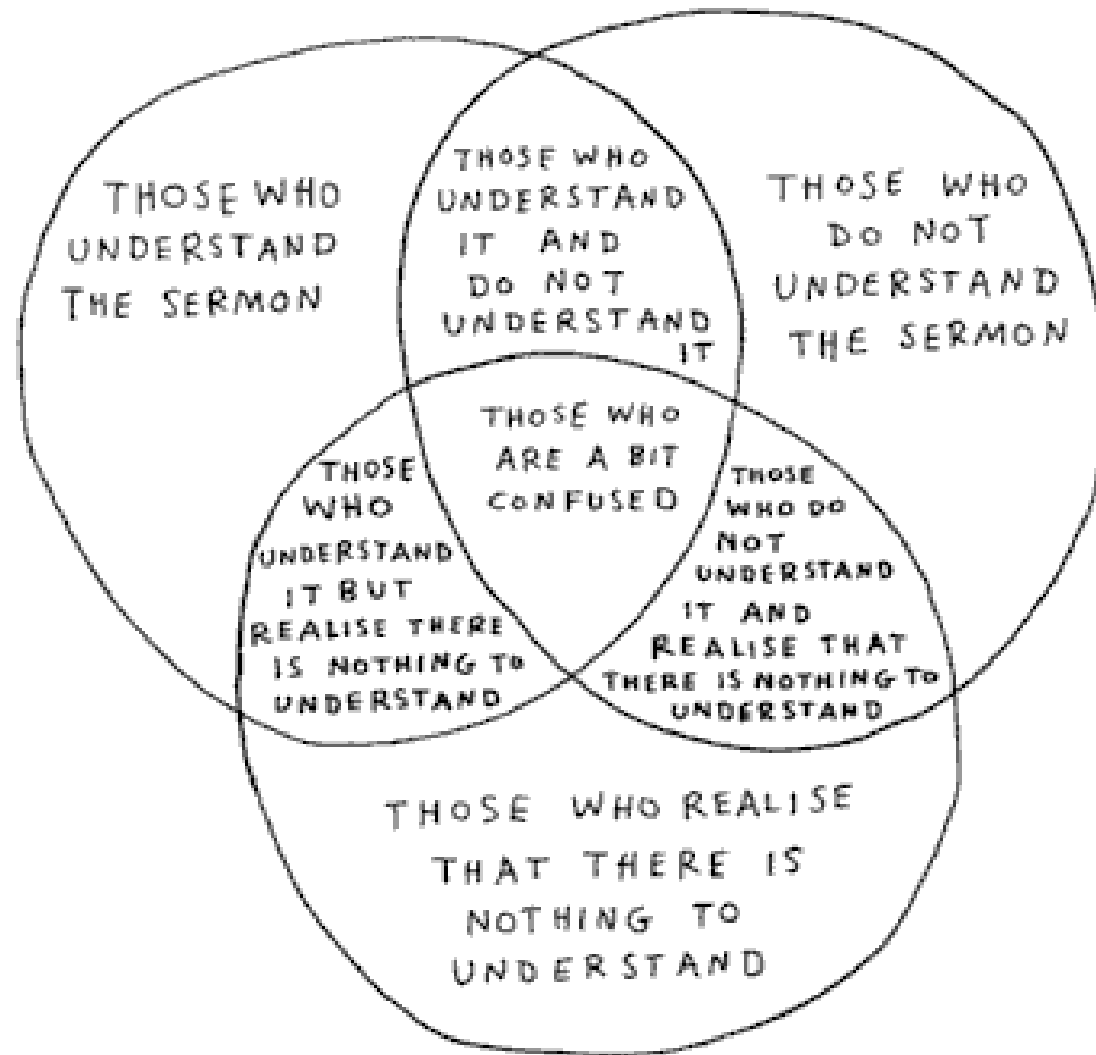 THOSE WHO
UNDERSTAND
THE SERMON
THOSE WHO
UNDERSTAND
IT AND
DO NOT
UNDERSTAND
IT
THOSE WHO
DO NOT
UNDERSTAND
THE SERMON
THOSE WHO
ARE A BIT
CONFUSED
THOSE
WHO
UNDERSTAND
IT BUT
REALISE THERE
IS NOTHING TO
UNDERSTAND
THOSE
WHO DO
NOT
UNDERSTAND
IT AND
REALISE THAT
THERE IS NOTHING TO
UNDERSTAND
THOSE WHO REALISE
THAT THERE IS
NOTHING TO
UNDERSTAND